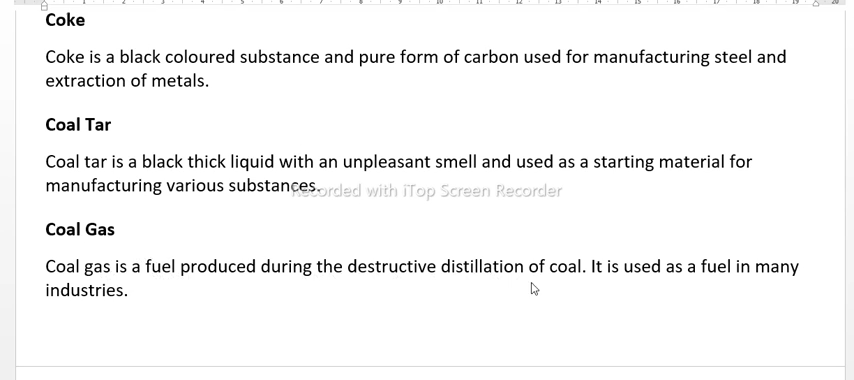 Coke
Coke is a black coloured substance and pure form of carbon used for manufacturing steel and
extraction of metals.
Coal Tar
Coal tar is a black thick liquid with an unpleasant smell and used as a starting material for
manufacturing various substances.
Recorded with iTop Screen Recorder
Coal Gas
Coal gas is a fuel produced during the destructive distillation of coal. It is used as a fuel in many
industries.